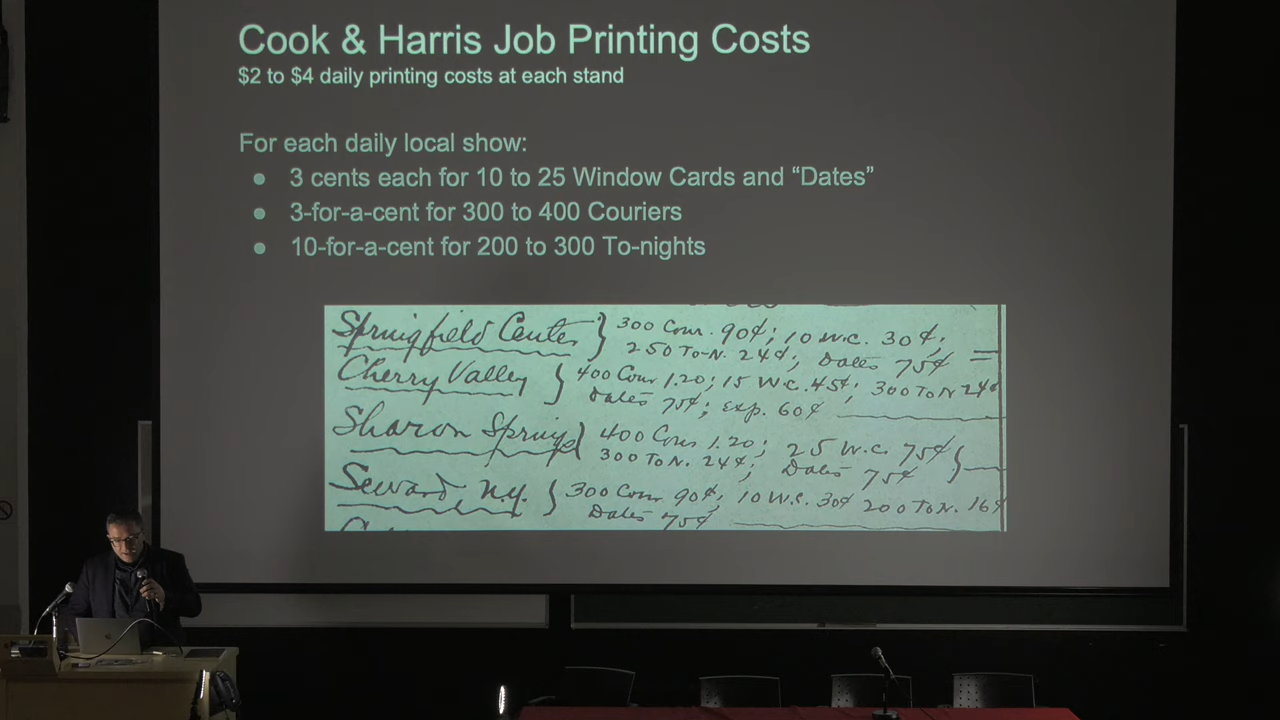 Cook & Harris Job Printing Costs
$2 to $4 daily printing costs at each stand
For each daily local show:
● 3 cents each for 10 to 25 Window Cards and “Dates”
● 3-for-a-cent for 300 to 400 Couriers
● 10-for-a-cent for 200 to 300 To-nights
Springfield Center } 300 Cour. 90¢; 10 W.C. 30¢;
250 To-N. 24¢; Dates 75¢ =
Cherry Valley } 400 Cour 1.20; 15 W.C. 45¢; 300 To N 24¢
Dates 75¢; Exp. 60¢
Sharon Springs } 400 Cour 1.20; 25 W.C. 75¢ }
300 To N. 24¢; Dates 75¢
Seward, N.Y. } 300 Cour 90¢; 10 W.C. 30¢ 200 To N. 16¢
Dates 75¢